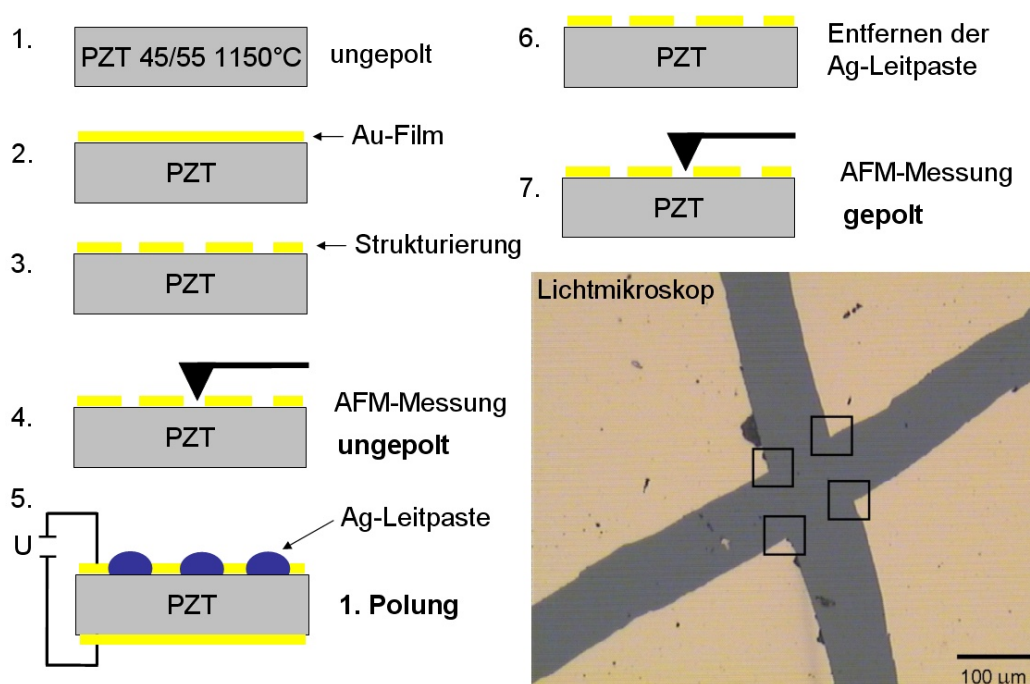 1.
PZT 45/55 1150°C
ungepolt
2.
Au-Film
PZT
3.
Strukturierung
PZT
4.
PZT
AFM-Messung
ungepolt
5.
U
Ag-Leitpaste
PZT
1. Polung
6.
PZT
Entfernen der
Ag-Leitpaste
7.
PZT
AFM-Messung
gepolt
Lichtmikroskop
100 µm